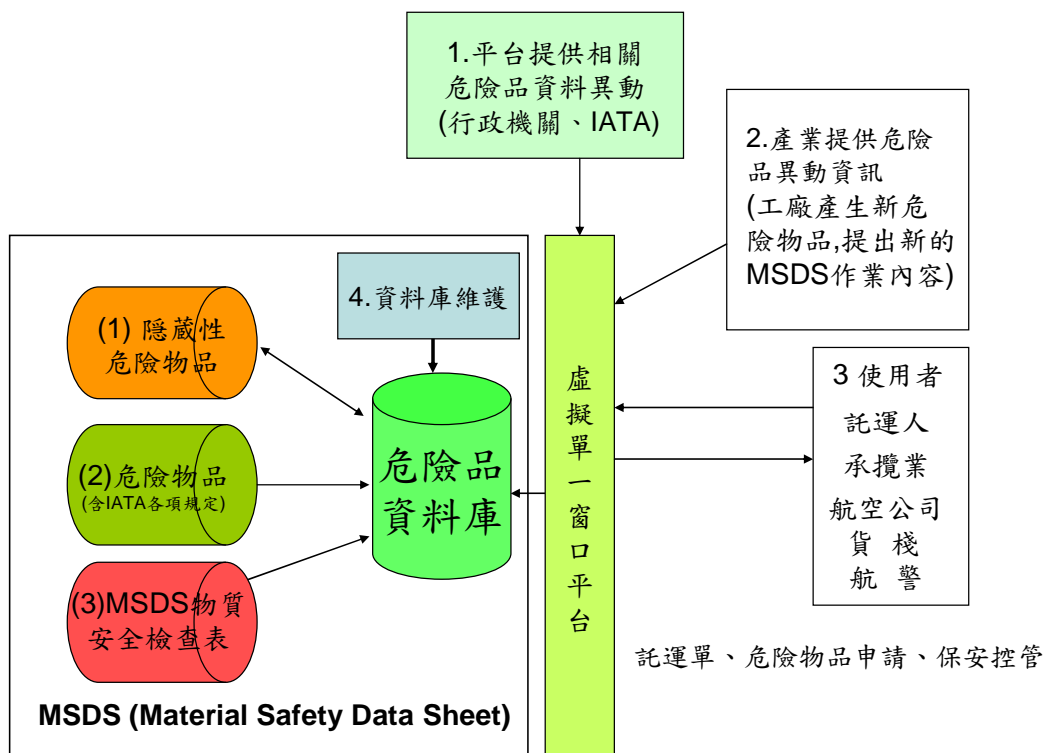 1.平台提供相關
危險品資料異動
(行政機關、IATA)
2.產業提供危險
品異動資訊
(工廠產生新危
險物品,提出新的
MSDS作業內容)
4.資料庫維護
(1) 隱蔵性
危險物品
(2)危險物品
(含IATA各項規定)
(3)MSDS物質
安全檢查表
危險品
資料庫
MSDS (Material Safety Data Sheet)
虛
擬
單
一
窗
口
平
台
3 使用者
託運人
承攬業
航空公司
貨 棧
航 警
託運單、危險物品申請、保安控管